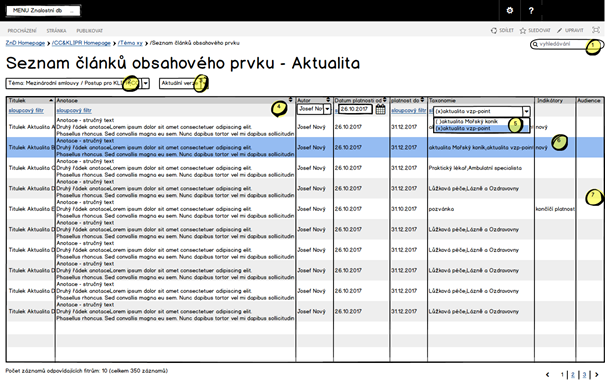 MENU Znalostní db
?
PROCHÁZENÍ STRÁNKA SDÍLET SLEDOVAT UPRAVIT
ZnD Homepage > /CC&KLIPR Homepage > /Téma xy > /Seznam článků obsahového prvku
vyhledávání 1
Seznam článků obsahového prvku - Aktualita
Téma: Mezinárodní smlouvy / Postup pro
Aktuální verze
Titulek Anotace Autor Datum platnosti od platnost do Taxonomie Indikátory Audience
sloupcový filtr sloupcový filtr 4 Josef No 26.10.2017 sloupcový filtr (x)aktualita vzp-point
( )aktualita Mořský koník
(x)aktualita vzp-point
5
Anotace - stručný text
Titulek Aktualita A Druhý řádek anotaceLorem ipsum dolor sit amet consectetuer adipiscing elit. Josef Nový 26.10.2017 31.12.2017 nový
Phasellus rhoncus. Sed convallis magna eu sem. Nunc dapibus tortor vel mi dapibus sollicitudin
Anotace - stručný text
Titulek Aktualita B Druhý řádek anotaceLorem ipsum dolor sit amet consectetuer adipiscing elit. Josef Nový 26.10.2017 31.12.2017 aktualita Mořský koník,aktualita vzp-point nový 6
Phasellus rhoncus. Sed convallis magna eu sem. Nunc dapibus tortor vel mi dapibus sollicitudin
Anotace - stručný text
Titulek Aktualita C Druhý řádek anotaceLorem ipsum dolor sit amet consectetuer adipiscing elit. Josef Nový 26.10.2017 31.12.2017 Praktický lékař,Ambulatní specialista
Phasellus rhoncus. Sed convallis magna eu sem. Nunc dapibus tortor vel mi dapibus sollicitudin
Anotace - stručný text
Titulek Aktualita D Druhý řádek anotaceLorem ipsum dolor sit amet consectetuer adipiscing elit. Josef Nový 26.10.2017 31.12.2017 Lůžková péče,Lázně a Ozdravovny 7
Phasellus rhoncus. Sed convallis magna eu sem. Nunc dapibus tortor vel mi dapibus sollicitudin
Anotace - stručný text
Titulek Aktualita E Druhý řádek anotaceLorem ipsum dolor sit amet consectetuer adipiscing elit. Josef Nový 26.10.2017 31.12.2017 pozvánka končící platnost
Phasellus rhoncus. Sed convallis magna eu sem. Nunc dapibus tortor vel mi dapibus sollicitudin
Anotace - stručný text
Titulek Aktualita D Druhý řádek anotaceLorem ipsum dolor sit amet consectetuer adipiscing elit. Josef Nový 26.10.2017 31.12.2017 Lůžková péče,Lázně a Ozdravovny
Phasellus rhoncus. Sed convallis magna eu sem. Nunc dapibus tortor vel mi dapibus sollicitudin
Anotace - stručný text
Titulek Aktualita D Druhý řádek anotaceLorem ipsum dolor sit amet consectetuer adipiscing elit. Josef Nový 26.10.2017 31.12.2017 Lůžková péče,Lázně a Ozdravovny
Phasellus rhoncus. Sed convallis magna eu sem. Nunc dapibus tortor vel mi dapibus sollicitudin
Anotace - stručný text
Titulek Aktualita D Druhý řádek anotaceLorem ipsum dolor sit amet consectetuer adipiscing elit. Josef Nový 26.10.2017 31.12.2017 Lůžková péče,Lázně a Ozdravovny
Phasellus rhoncus. Sed convallis magna eu sem. Nunc dapibus tortor vel mi dapibus sollicitudin
Anotace - stručný text
Titulek Aktualita D Druhý řádek anotaceLorem ipsum dolor sit amet consectetuer adipiscing elit. Josef Nový 26.10.2017 31.12.2017 Lůžková péče,Lázně a Ozdravovny
Phasellus rhoncus. Sed convallis magna eu sem. Nunc dapibus tortor vel mi dapibus sollicitudin
Anotace - stručný text
Titulek Aktualita D Druhý řádek anotaceLorem ipsum dolor sit amet consectetuer adipiscing elit. Josef Nový 26.10.2017 31.12.2017 Lůžková péče,Lázně a Ozdravovny
Phasellus rhoncus. Sed convallis magna eu sem. Nunc dapibus tortor vel mi dapibus sollicitudin
Počet záznamů odpovídajících filtrům: 10 (celkem 350 záznamů) < 1 | 2 | 3 >